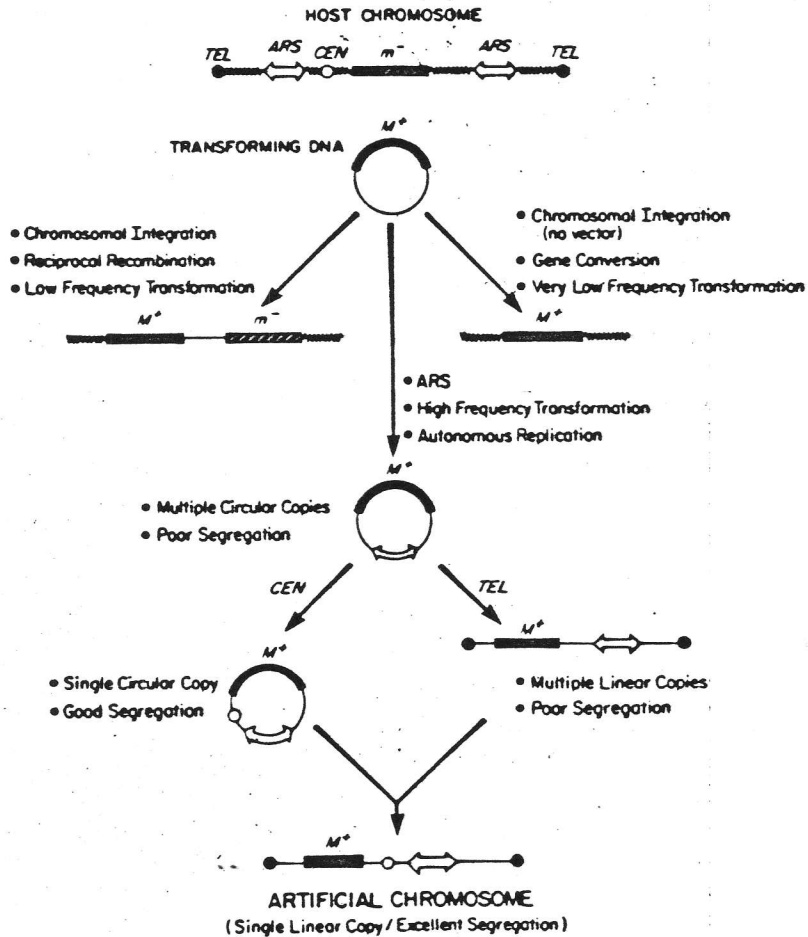 HOST CHROMOSOME
TEL ARS CEN m⁻ ARS TEL
M⁺
TRANSFORMING DNA
• Chromosomal Integration
• Reciprocal Recombination
• Low Frequency Transformation
• Chromosomal Integration
(no vector)
• Gene Conversion
• Very Low Frequency Transformation
M⁺ m⁻
M⁺
• ARS
• High Frequency Transformation
• Autonomous Replication
M⁺
• Multiple Circular Copies
• Poor Segregation
CEN TEL
M⁺
M⁺
• Single Circular Copy
• Good Segregation
• Multiple Linear Copies
• Poor Segregation
M⁺
ARTIFICIAL CHROMOSOME
(Single Linear Copy / Excellent Segregation)